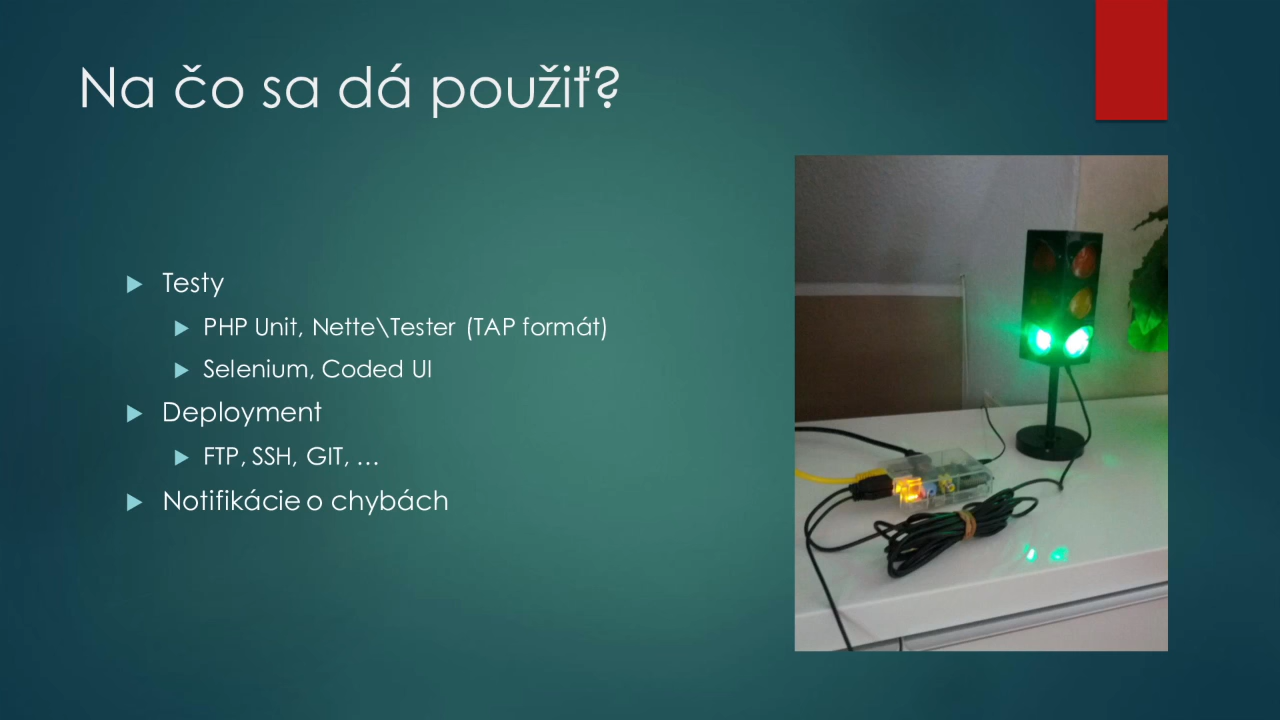 Na čo sa dá použiť?
Testy
PHP Unit, Nette\Tester (TAP formát)
Selenium, Coded UI
Deployment
FTP, SSH, GIT, …
Notifikácie o chybách